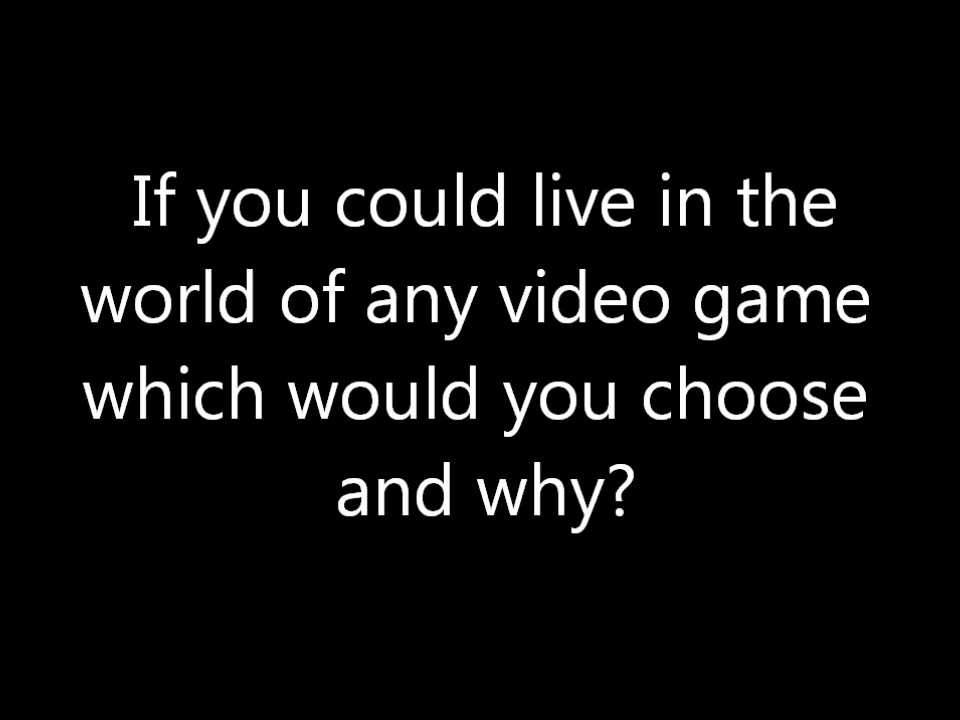 If you could live in the
world of any video game
which would you choose
and why?